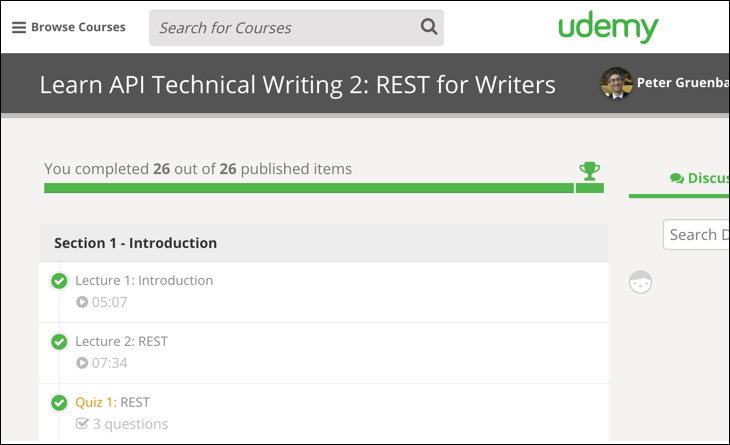 Browse Courses
Search for Courses
udemy
Learn API Technical Writing 2: REST for Writers
Peter Gruenba
You completed 26 out of 26 published items
Discus
Search D
Section 1 - Introduction
Lecture 1: Introduction
05:07
Lecture 2: REST
07:34
Quiz 1: REST
3 questions